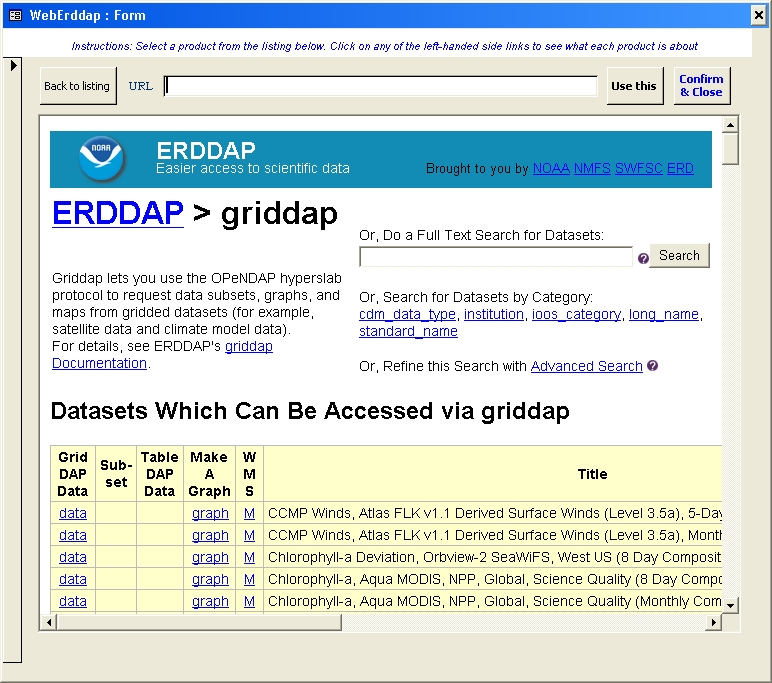 WebErddap : Form
Instructions: Select a product from the listing below. Click on any of the left-handed side links to see what each product is about
Back to listing
URL
Use this
Confirm
& Close
NOAA
ERDDAP
Easier access to scientific data
Brought to you by NOAA NMFS SWFSC ERD
ERDDAP > griddap
Griddap lets you use the OPeNDAP hyperslab
protocol to request data subsets, graphs, and
maps from gridded datasets (for example,
satellite data and climate model data).
For details, see ERDDAP's griddap
Documentation.
Or, Do a Full Text Search for Datasets:
? Search
Or, Search for Datasets by Category:
cdm_data_type, institution, ioos_category, long_name,
standard_name
Or, Refine this Search with Advanced Search ?
Datasets Which Can Be Accessed via griddap
Grid
DAP
Data
Sub-
set
Table
DAP
Data
Make
A
Graph
W
M
S
Title
data graph M CCMP Winds, Atlas FLK v1.1 Derived Surface Winds (Level 3.5a), 5-Day
data graph M CCMP Winds, Atlas FLK v1.1 Derived Surface Winds (Level 3.5a), Month
data graph M Chlorophyll-a Deviation, Orbview-2 SeaWiFS, West US (8 Day Composit
data graph M Chlorophyll-a, Aqua MODIS, NPP, Global, Science Quality (8 Day Compo
data graph M Chlorophyll-a, Aqua MODIS, NPP, Global, Science Quality (Monthly Com